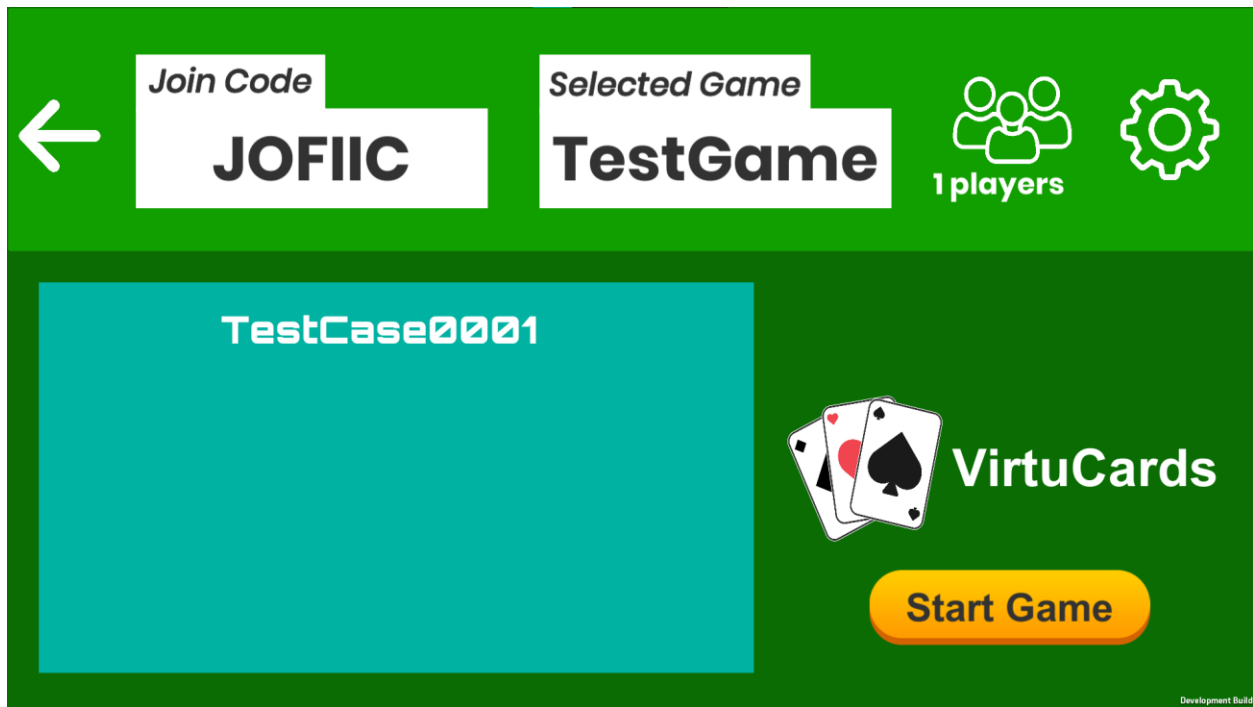 Join Code
JOFIIC
Selected Game
TestGame
1 players
TestCase0001
VirtuCards
Start Game
Development Build